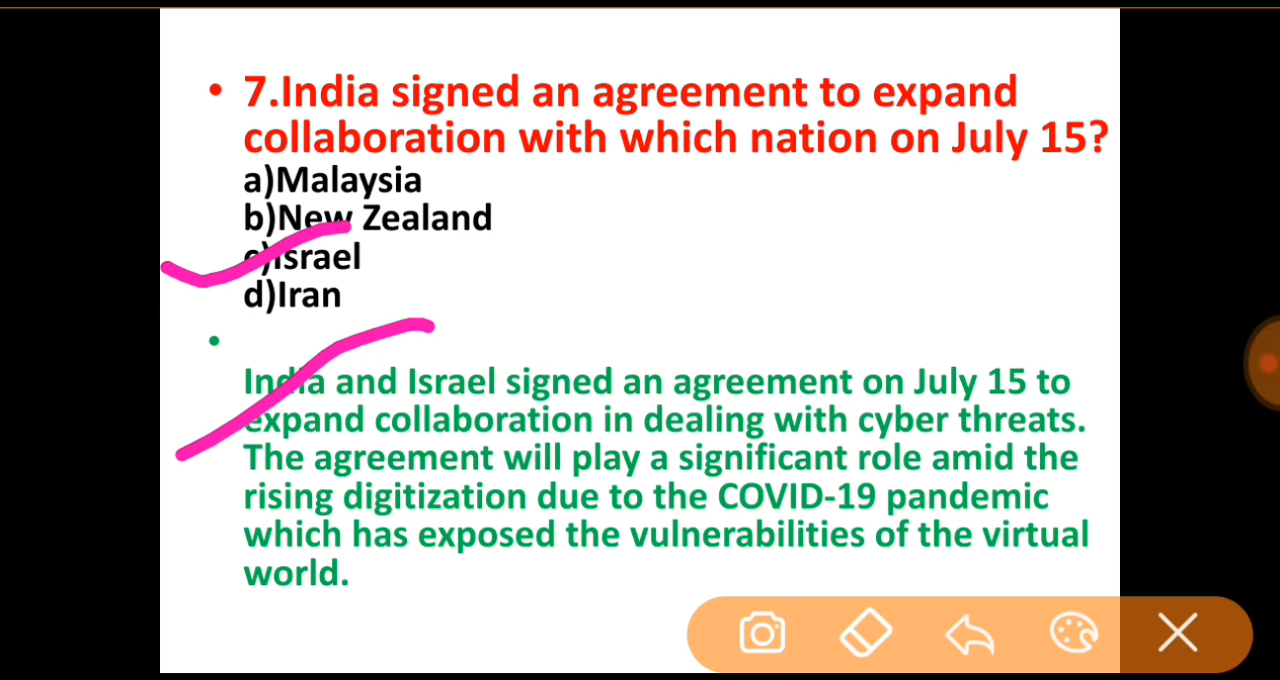 • 7.India signed an agreement to expand
collaboration with which nation on July 15?
a)Malaysia
b)New Zealand
c)Israel
d)Iran
•
India and Israel signed an agreement on July 15 to
expand collaboration in dealing with cyber threats.
The agreement will play a significant role amid the
rising digitization due to the COVID-19 pandemic
which has exposed the vulnerabilities of the virtual
world.